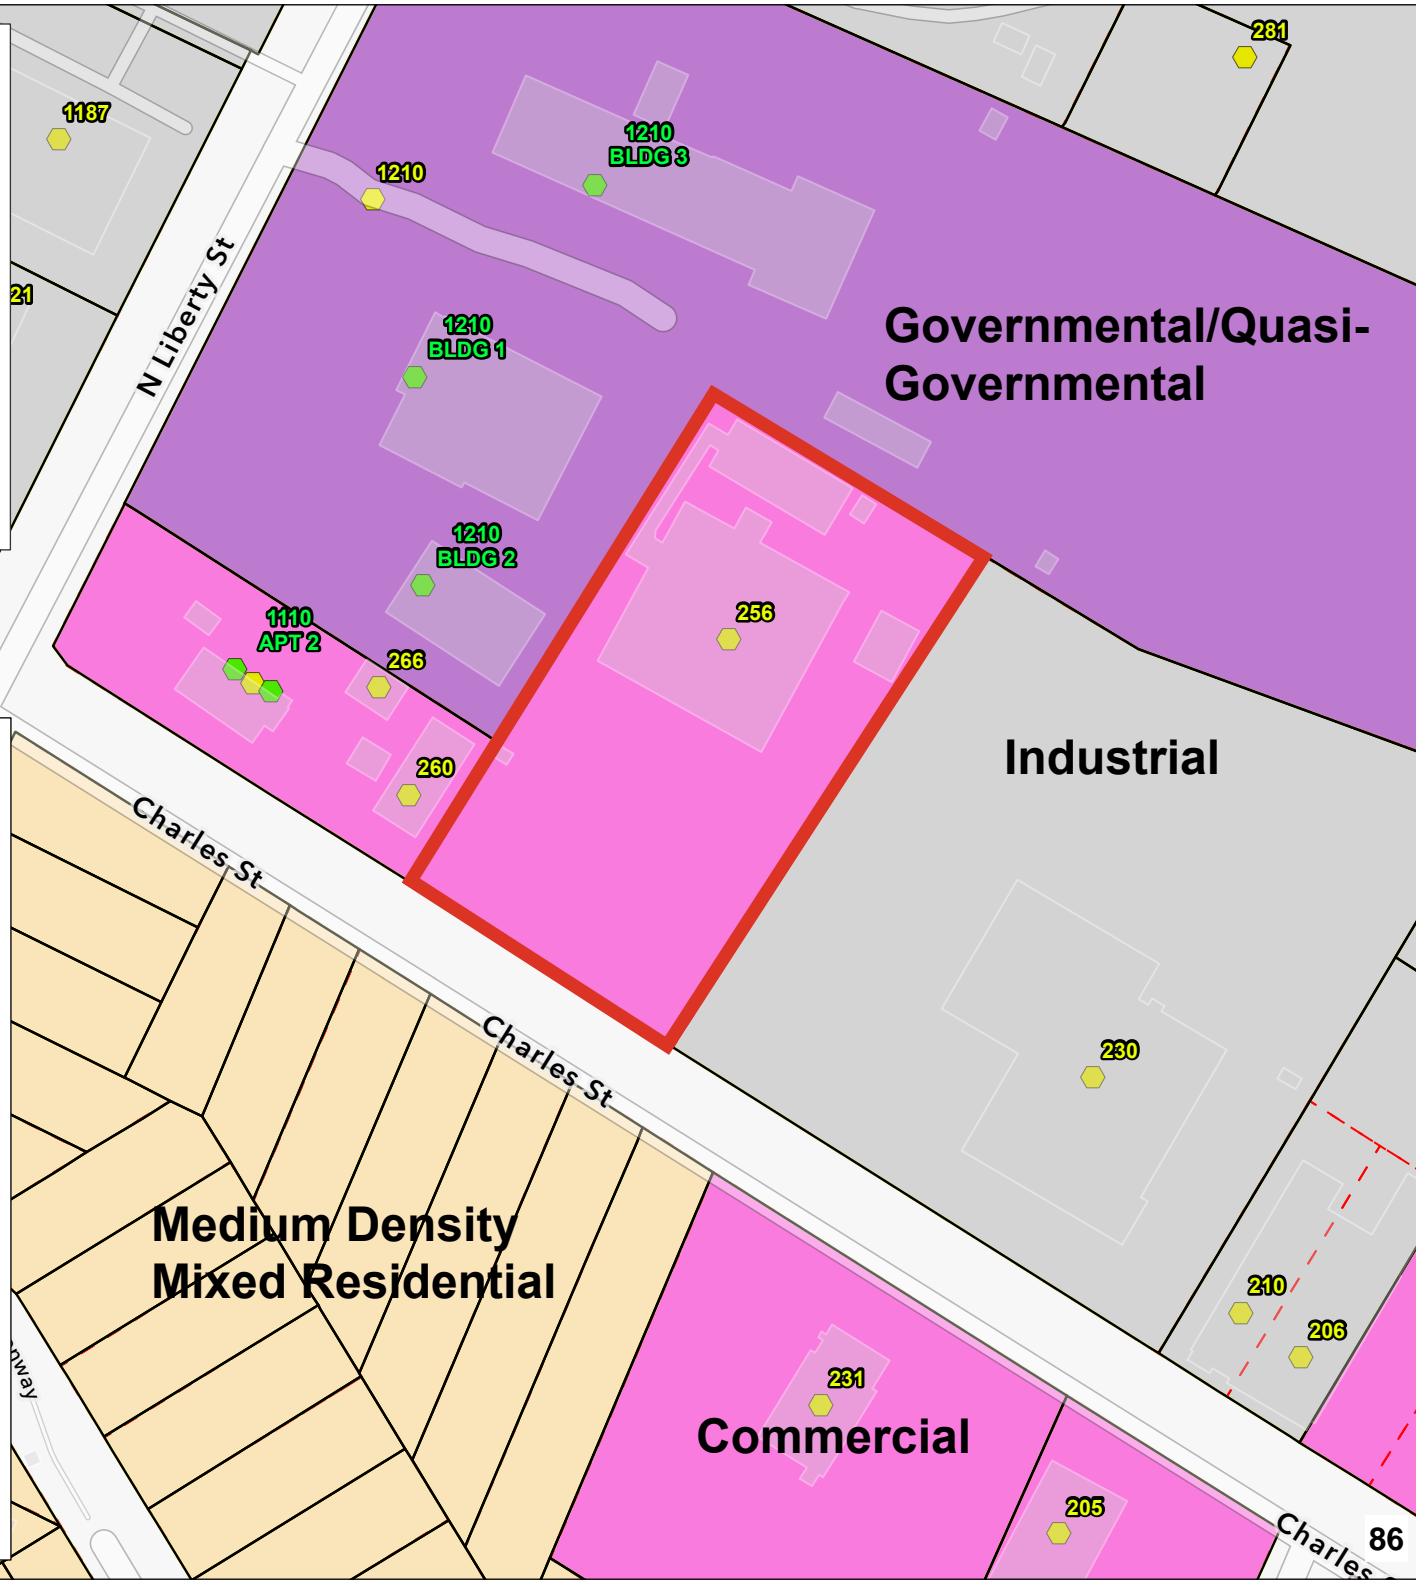 281
1187
1210
BLDG 3
1210
21
N Liberty St
1210
BLDG 1
Governmental/Quasi-
Governmental
1210
BLDG 2
1110
APT 2
266
256
260
Industrial
Charles St
Charles St
230
Medium Density
Mixed Residential
210
206
231
Commercial
205
Charles
86